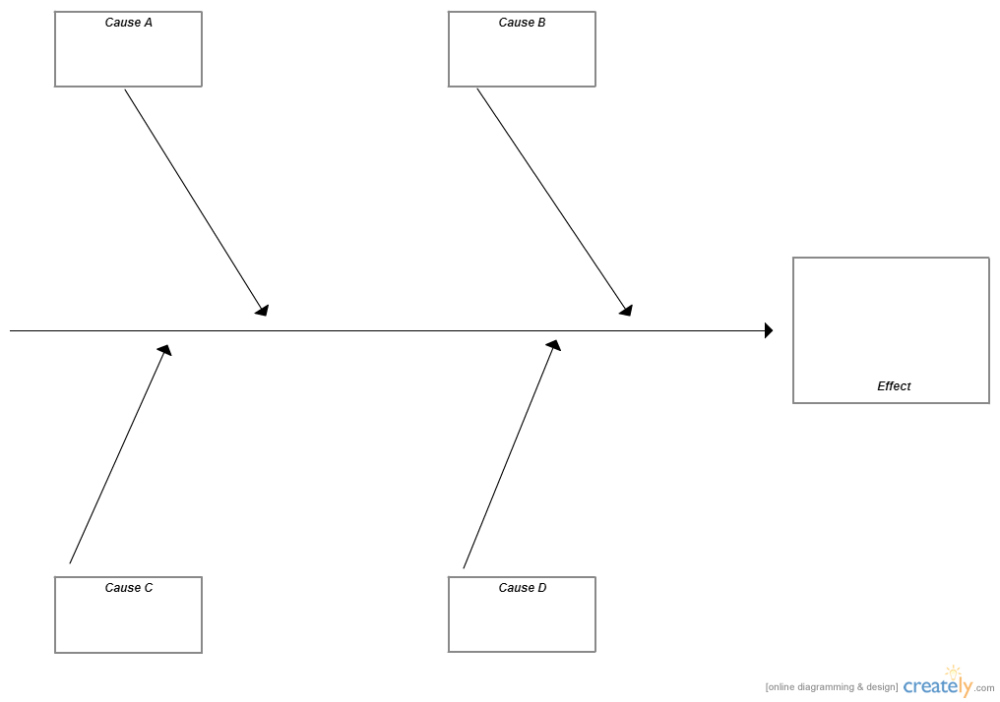 Cause A
Cause B
Effect
Cause C
Cause D
[online diagramming & design] creately.com